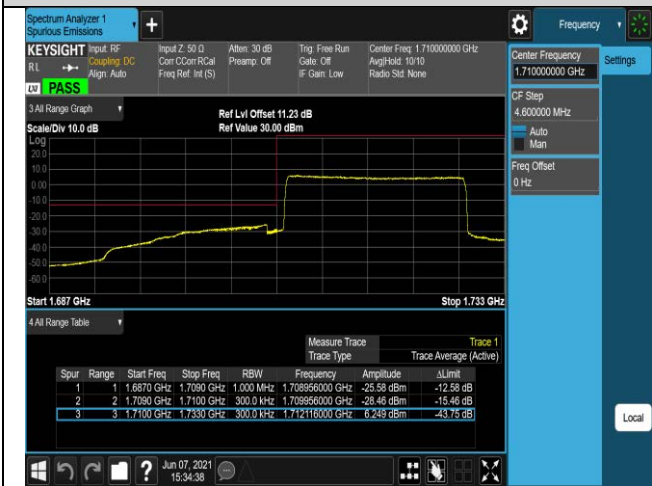 Spectrum Analyzer 1
Spurious Emissions
+
Frequency
KEYSIGHT
RL
LXI
PASS
Input: RF
Coupling: DC
Align: Auto
Input Z: 50 Ω
Corr CCorr RCal
Freq Ref: Int (S)
Atten: 30 dB
Preamp: Off
Trig: Free Run
Gate: Off
IF Gain: Low
Center Freq: 1.710000000 GHz
Avg|Hold: 10/10
Radio Std: None
Center Frequency
1.710000000 GHz
Settings
CF Step
4.600000 MHz
Auto
Man
Freq Offset
0 Hz
3 All Range Graph
Scale/Div 10.0 dB
Ref Lvl Offset 11.23 dB
Ref Value 30.00 dBm
Log
20.0
10.0
0.00
-10.0
-20.0
-30.0
-40.0
-50.0
-60.0
Start 1.687 GHz
Stop 1.733 GHz
4 All Range Table
Measure Trace Trace 1
Trace Type Trace Average (Active)
Spur Range Start Freq Stop Freq RBW Frequency Amplitude ΔLimit
1 1 1.6870 GHz 1.7090 GHz 1.000 MHz 1.708956000 GHz -25.58 dBm -12.58 dB
2 2 1.7090 GHz 1.7100 GHz 300.0 kHz 1.709956000 GHz -28.46 dBm -15.46 dB
3 3 1.7100 GHz 1.7330 GHz 300.0 kHz 1.712116000 GHz 6.249 dBm -43.75 dB
Local
?
Jun 07, 2021
15:34:38